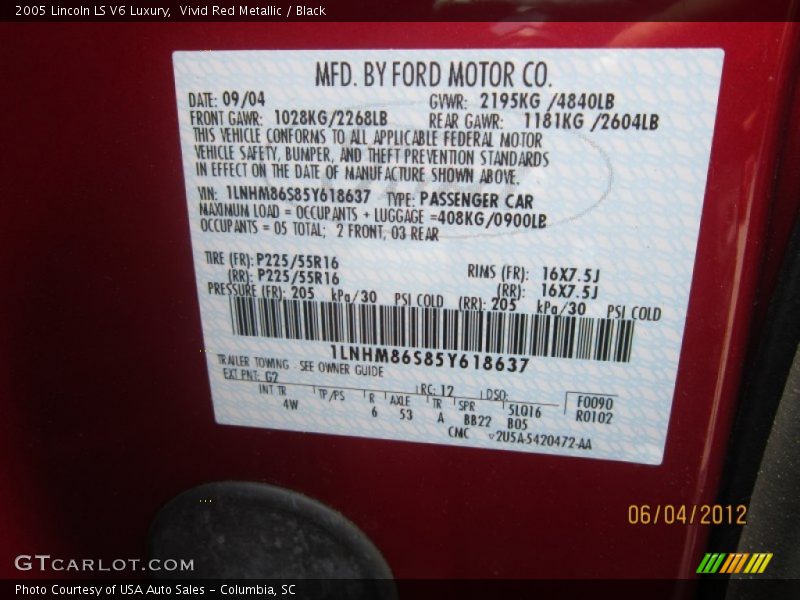 2005 Lincoln LS V6 Luxury, Vivid Red Metallic / Black
MFD. BY FORD MOTOR CO.
DATE: 09/04 GVWR: 2195KG /4840LB
FRONT GAWR: 1028KG/2268LB REAR GAWR: 1181KG /2604LB
THIS VEHICLE CONFORMS TO ALL APPLICABLE FEDERAL MOTOR
VEHICLE SAFETY, BUMPER, AND THEFT PREVENTION STANDARDS
IN EFFECT ON THE DATE OF MANUFACTURE SHOWN ABOVE.
VIN: 1LNHM86S85Y618637 TYPE: PASSENGER CAR
MAXIMUM LOAD = OCCUPANTS + LUGGAGE =408KG/0900LB
OCCUPANTS = 05 TOTAL; 2 FRONT, 03 REAR
TIRE (FR): P225/55R16 RIMS (FR): 16X7.5J
(RR): P225/55R16 (RR): 16X7.5J
PRESSURE (FR): 205 kPa/30 PSI COLD (RR): 205 kPa/30 PSI COLD
1LNHM86S85Y618637
TRAILER TOWING - SEE OWNER GUIDE
EXT PNT: G2 RC: 12 DSO: F0090
INT TR TP/PS R AXLE TR SPR 5L016 R0102
4W 6 53 A BB22 B05
CMC ▽2U5A-5420472-AA
06/04/2012
GTCARLOT.COM
Photo Courtesy of USA Auto Sales - Columbia, SC